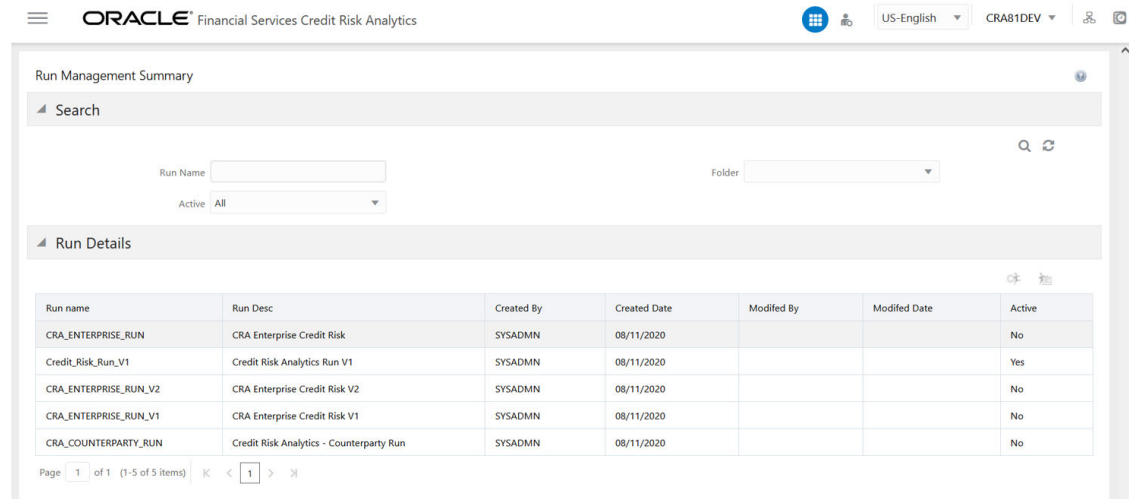 ORACLE® Financial Services Credit Risk Analytics US-English CRA81DEV
Run Management Summary
Search
Run Name Folder
Active All
Run Details
Run name Run Desc Created By Created Date Modifed By Modifed Date Active
CRA_ENTERPRISE_RUN CRA Enterprise Credit Risk SYSADMN 08/11/2020 No
Credit_Risk_Run_V1 Credit Risk Analytics Run V1 SYSADMN 08/11/2020 Yes
CRA_ENTERPRISE_RUN_V2 CRA Enterprise Credit Risk V2 SYSADMN 08/11/2020 No
CRA_ENTERPRISE_RUN_V1 CRA Enterprise Credit Risk V1 SYSADMN 08/11/2020 No
CRA_COUNTERPARTY_RUN Credit Risk Analytics - Counterparty Run SYSADMN 08/11/2020 No
Page 1 of 1 (1-5 of 5 items) 1